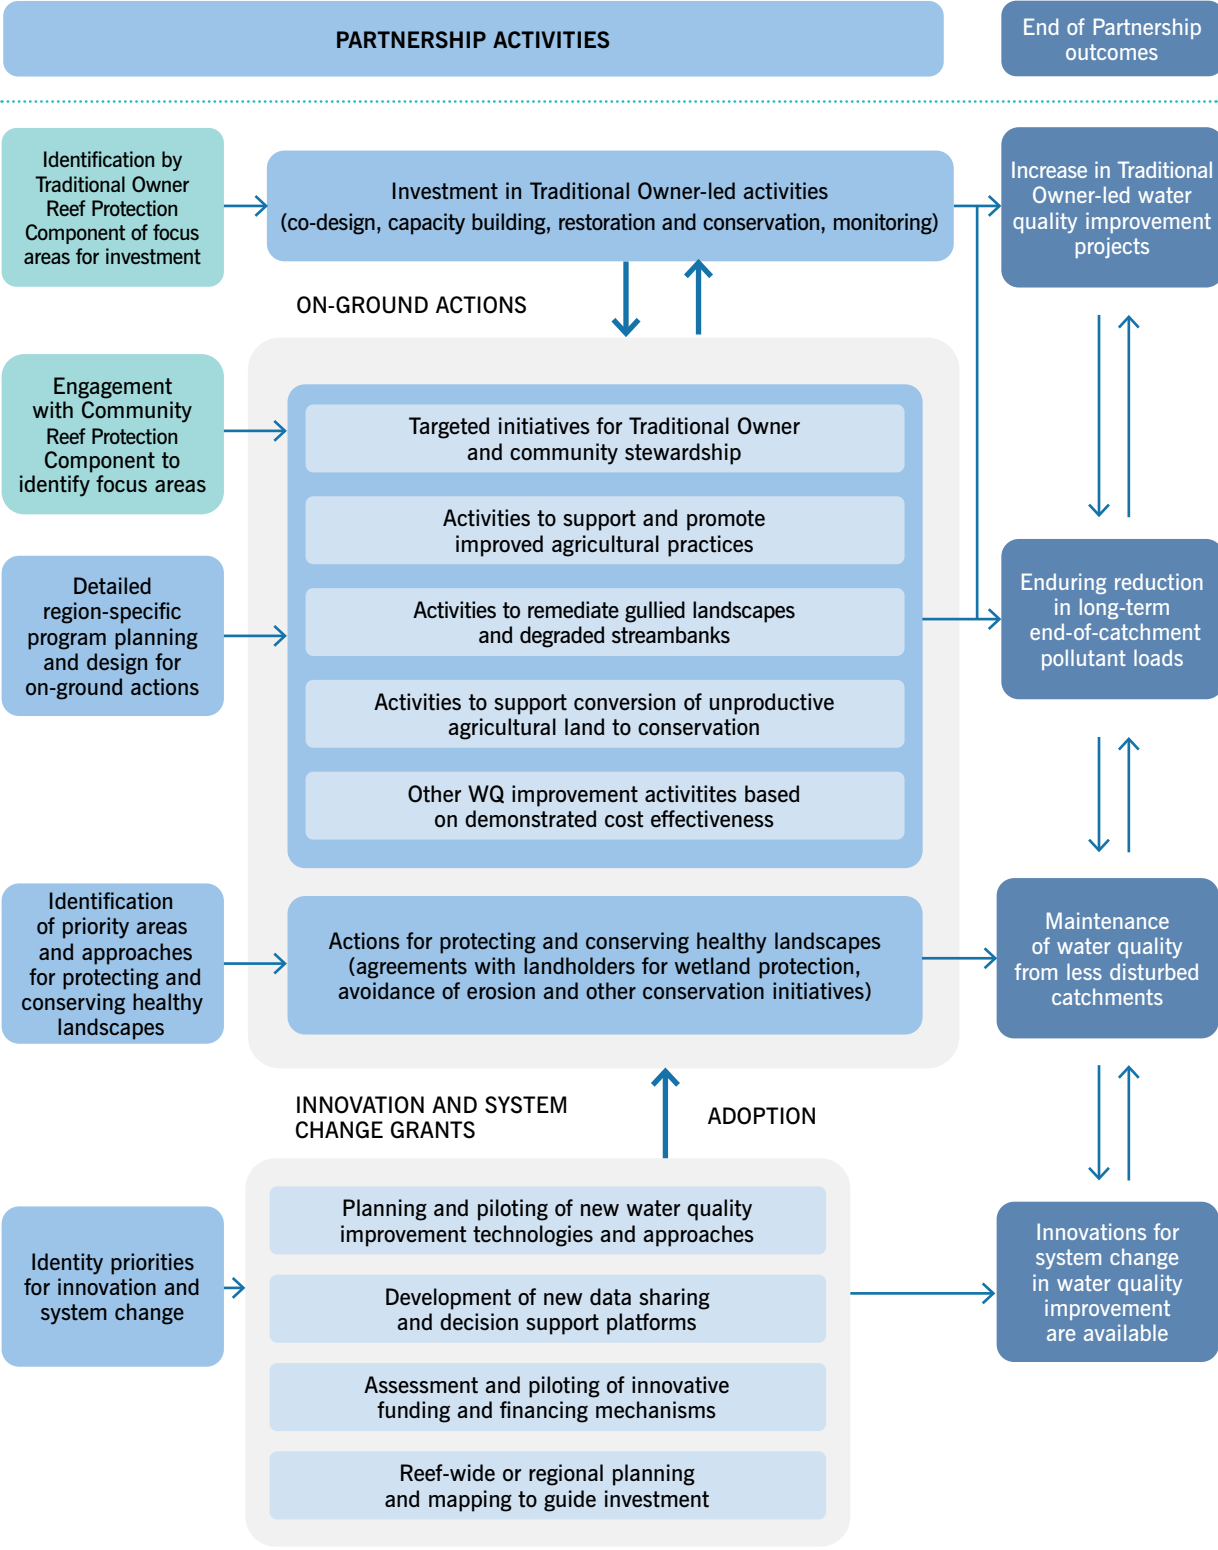 PARTNERSHIP ACTIVITIES
End of Partnership
outcomes
Identification by
Traditional Owner
Reef Protection
Component of focus
areas for investment
Investment in Traditional Owner-led activities
(co-design, capacity building, restoration and conservation, monitoring)
Increase in Traditional
Owner-led water
quality improvement
projects
ON-GROUND ACTIONS
Engagement
with Community
Reef Protection
Component to
identify focus areas
Targeted initiatives for Traditional Owner
and community stewardship
Activities to support and promote
improved agricultural practices
Detailed
region-specific
program planning
and design for
on-ground actions
Activities to remediate gullied landscapes
and degraded streambanks
Enduring reduction
in long-term
end-of-catchment
pollutant loads
Activities to support conversion of unproductive
agricultural land to conservation
Other WQ improvement activitites based
on demonstrated cost effectiveness
Identification
of priority areas
and approaches
for protecting and
conserving healthy
landscapes
Actions for protecting and conserving healthy landscapes
(agreements with landholders for wetland protection,
avoidance of erosion and other conservation initiatives)
Maintenance
of water quality
from less disturbed
catchments
INNOVATION AND SYSTEM
CHANGE GRANTS
ADOPTION
Identity priorities
for innovation and
system change
Planning and piloting of new water quality
improvement technologies and approaches
Development of new data sharing
and decision support platforms
Assessment and piloting of innovative
funding and financing mechanisms
Reef-wide or regional planning
and mapping to guide investment
Innovations for
system change
in water quality
improvement
are available